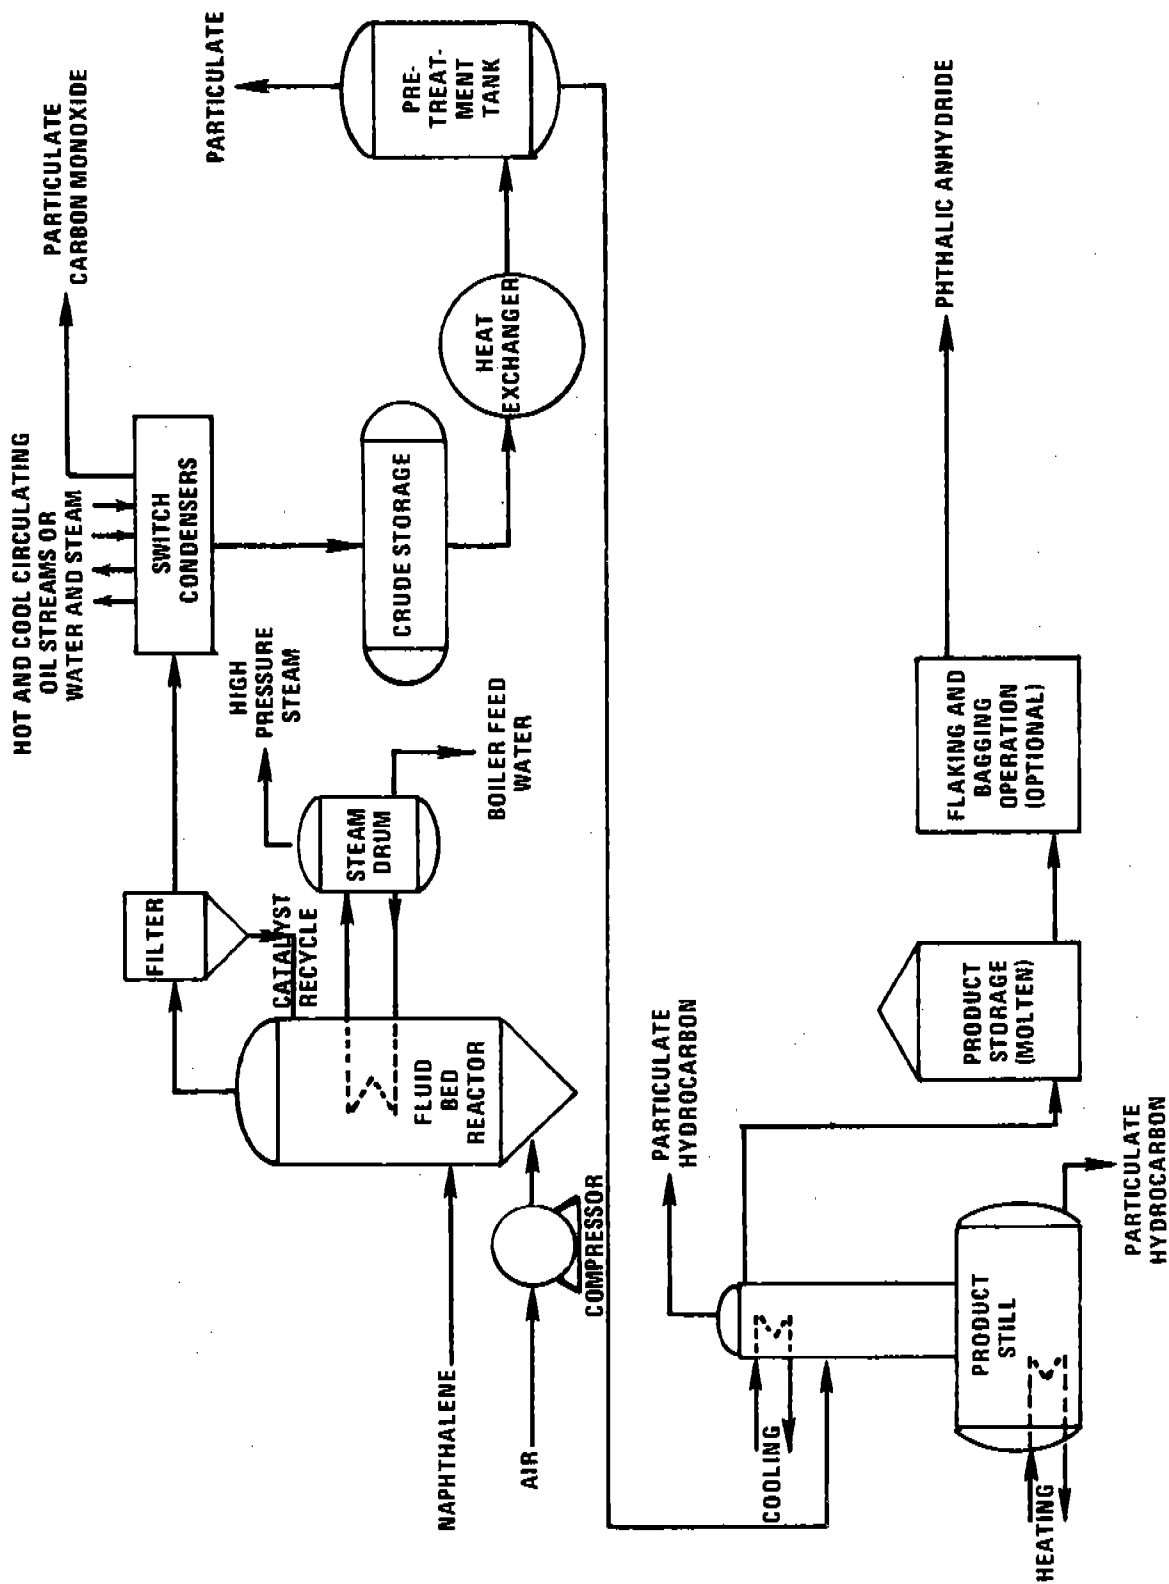 HOT AND COOL CIRCULATING
OIL STREAMS OR
WATER AND STEAM
PARTICULATE
CARBON MONOXIDE
PARTICULATE
FILTER
SWITCH
CONDENSERS
HIGH
PRESSURE
STEAM
CATALYST
RECYCLE
STEAM
DRUM
CRUDE STORAGE
PRE-
TREAT-
MENT
TANK
FLUID
BED
REACTOR
BOILER FEED
WATER
HEAT
EXCHANGER
NAPHTHALENE
AIR
COMPRESSOR
PARTICULATE
HYDROCARBON
COOLING
PRODUCT
STILL
PRODUCT
STORAGE
(MOLTEN)
FLAKING AND
BAGGING
OPERATION
(OPTIONAL)
PHTHALIC ANHYDRIDE
HEATING
PARTICULATE
HYDROCARBON